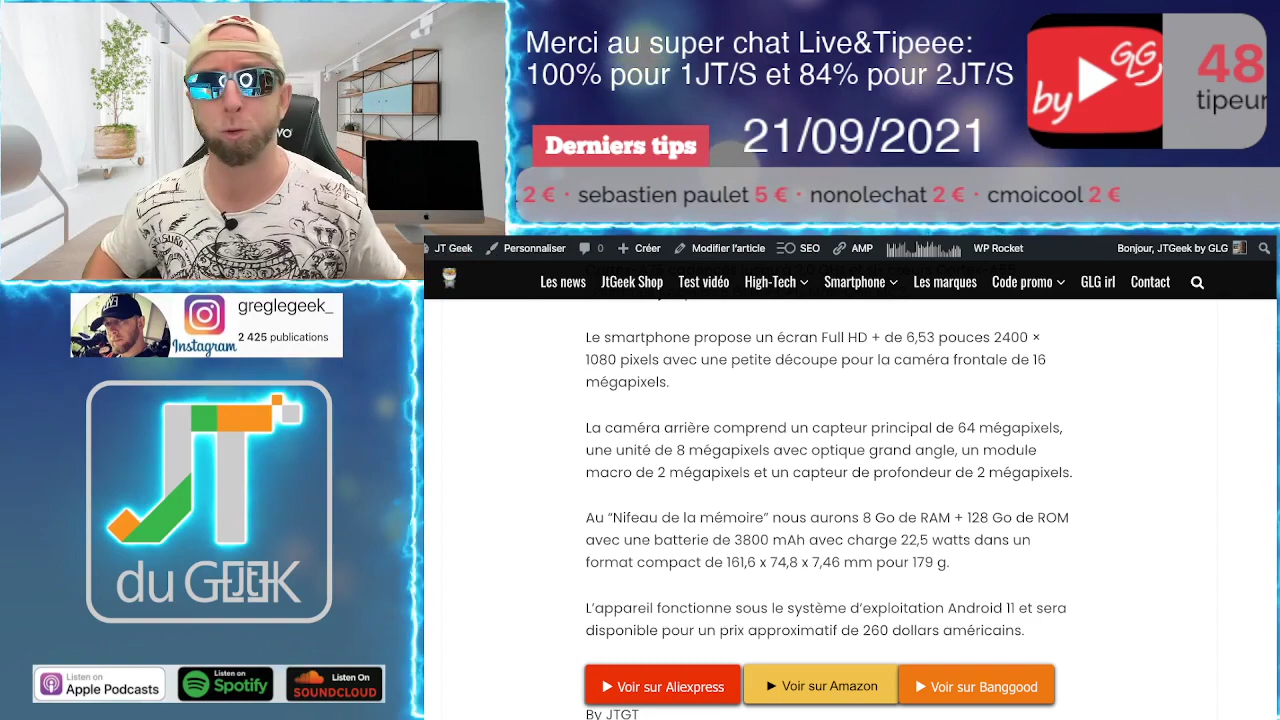 Merci au super chat Live&Tipeee:
100% pour 1JT/S et 84% pour 2JT/S
by GLG
48
tipeur
Derniers tips
21/09/2021
2 € · sebastien paulet 5 € · nonolechat 2 € · cmoicool 2 €
JT Geek Personnaliser 0 Créer Modifier l’article SEO AMP WP Rocket Bonjour, JTGeek by GLG
Les news JtGeek Shop Test vidéo High-Tech Smartphone Les marques Code promo GLG irl Contact
greglegeek_
2 425 publications
Instagram
JT
du GEEK
Jt
Listen on
Apple Podcasts
Listen on
Spotify
Listen On
SOUNDCLOUD
Le smartphone propose un écran Full HD + de 6,53 pouces 2400 ×
1080 pixels avec une petite découpe pour la caméra frontale de 16
mégapixels.
La caméra arrière comprend un capteur principal de 64 mégapixels,
une unité de 8 mégapixels avec optique grand angle, un module
macro de 2 mégapixels et un capteur de profondeur de 2 mégapixels.
Au “Nifeau de la mémoire” nous aurons 8 Go de RAM + 128 Go de ROM
avec une batterie de 3800 mAh avec charge 22,5 watts dans un
format compact de 161,6 x 74,8 x 7,46 mm pour 179 g.
L’appareil fonctionne sous le système d’exploitation Android 11 et sera
disponible pour un prix approximatif de 260 dollars américains.
► Voir sur Aliexpress
► Voir sur Amazon
► Voir sur Banggood
By JTGT